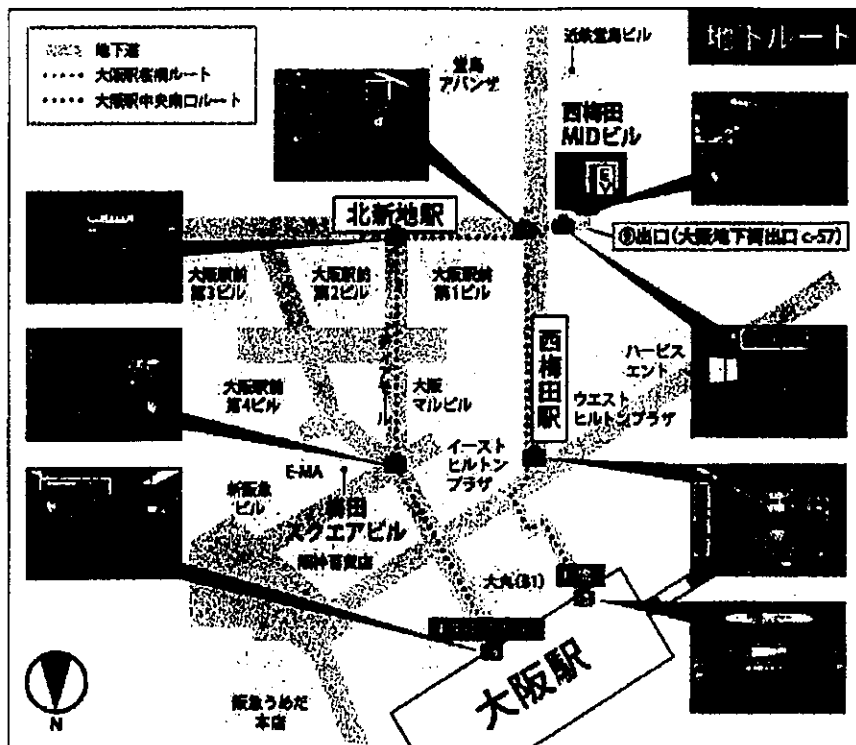 地下ルート
地下道
大阪駅桜橋ルート
大阪駅中央南口ルート
近鉄堂島ビル
堂島
アバンザ
西梅田
MIDビル
EV
北新地駅
⑨出口(大阪地下街出口 c-57)
大阪駅前
第3ビル
大阪駅前
第2ビル
大阪駅前
第1ビル
西梅田駅
ハービス
エント
大阪駅前
第4ビル
大阪
マルビル
ウエスト
ヒルトンプラザ
イースト
ヒルトン
プラザ
E-MA
新阪急
ビル
梅田
スクエアビル
阪神百貨店
大丸(B1)
大阪駅
阪急うめだ
本店
N